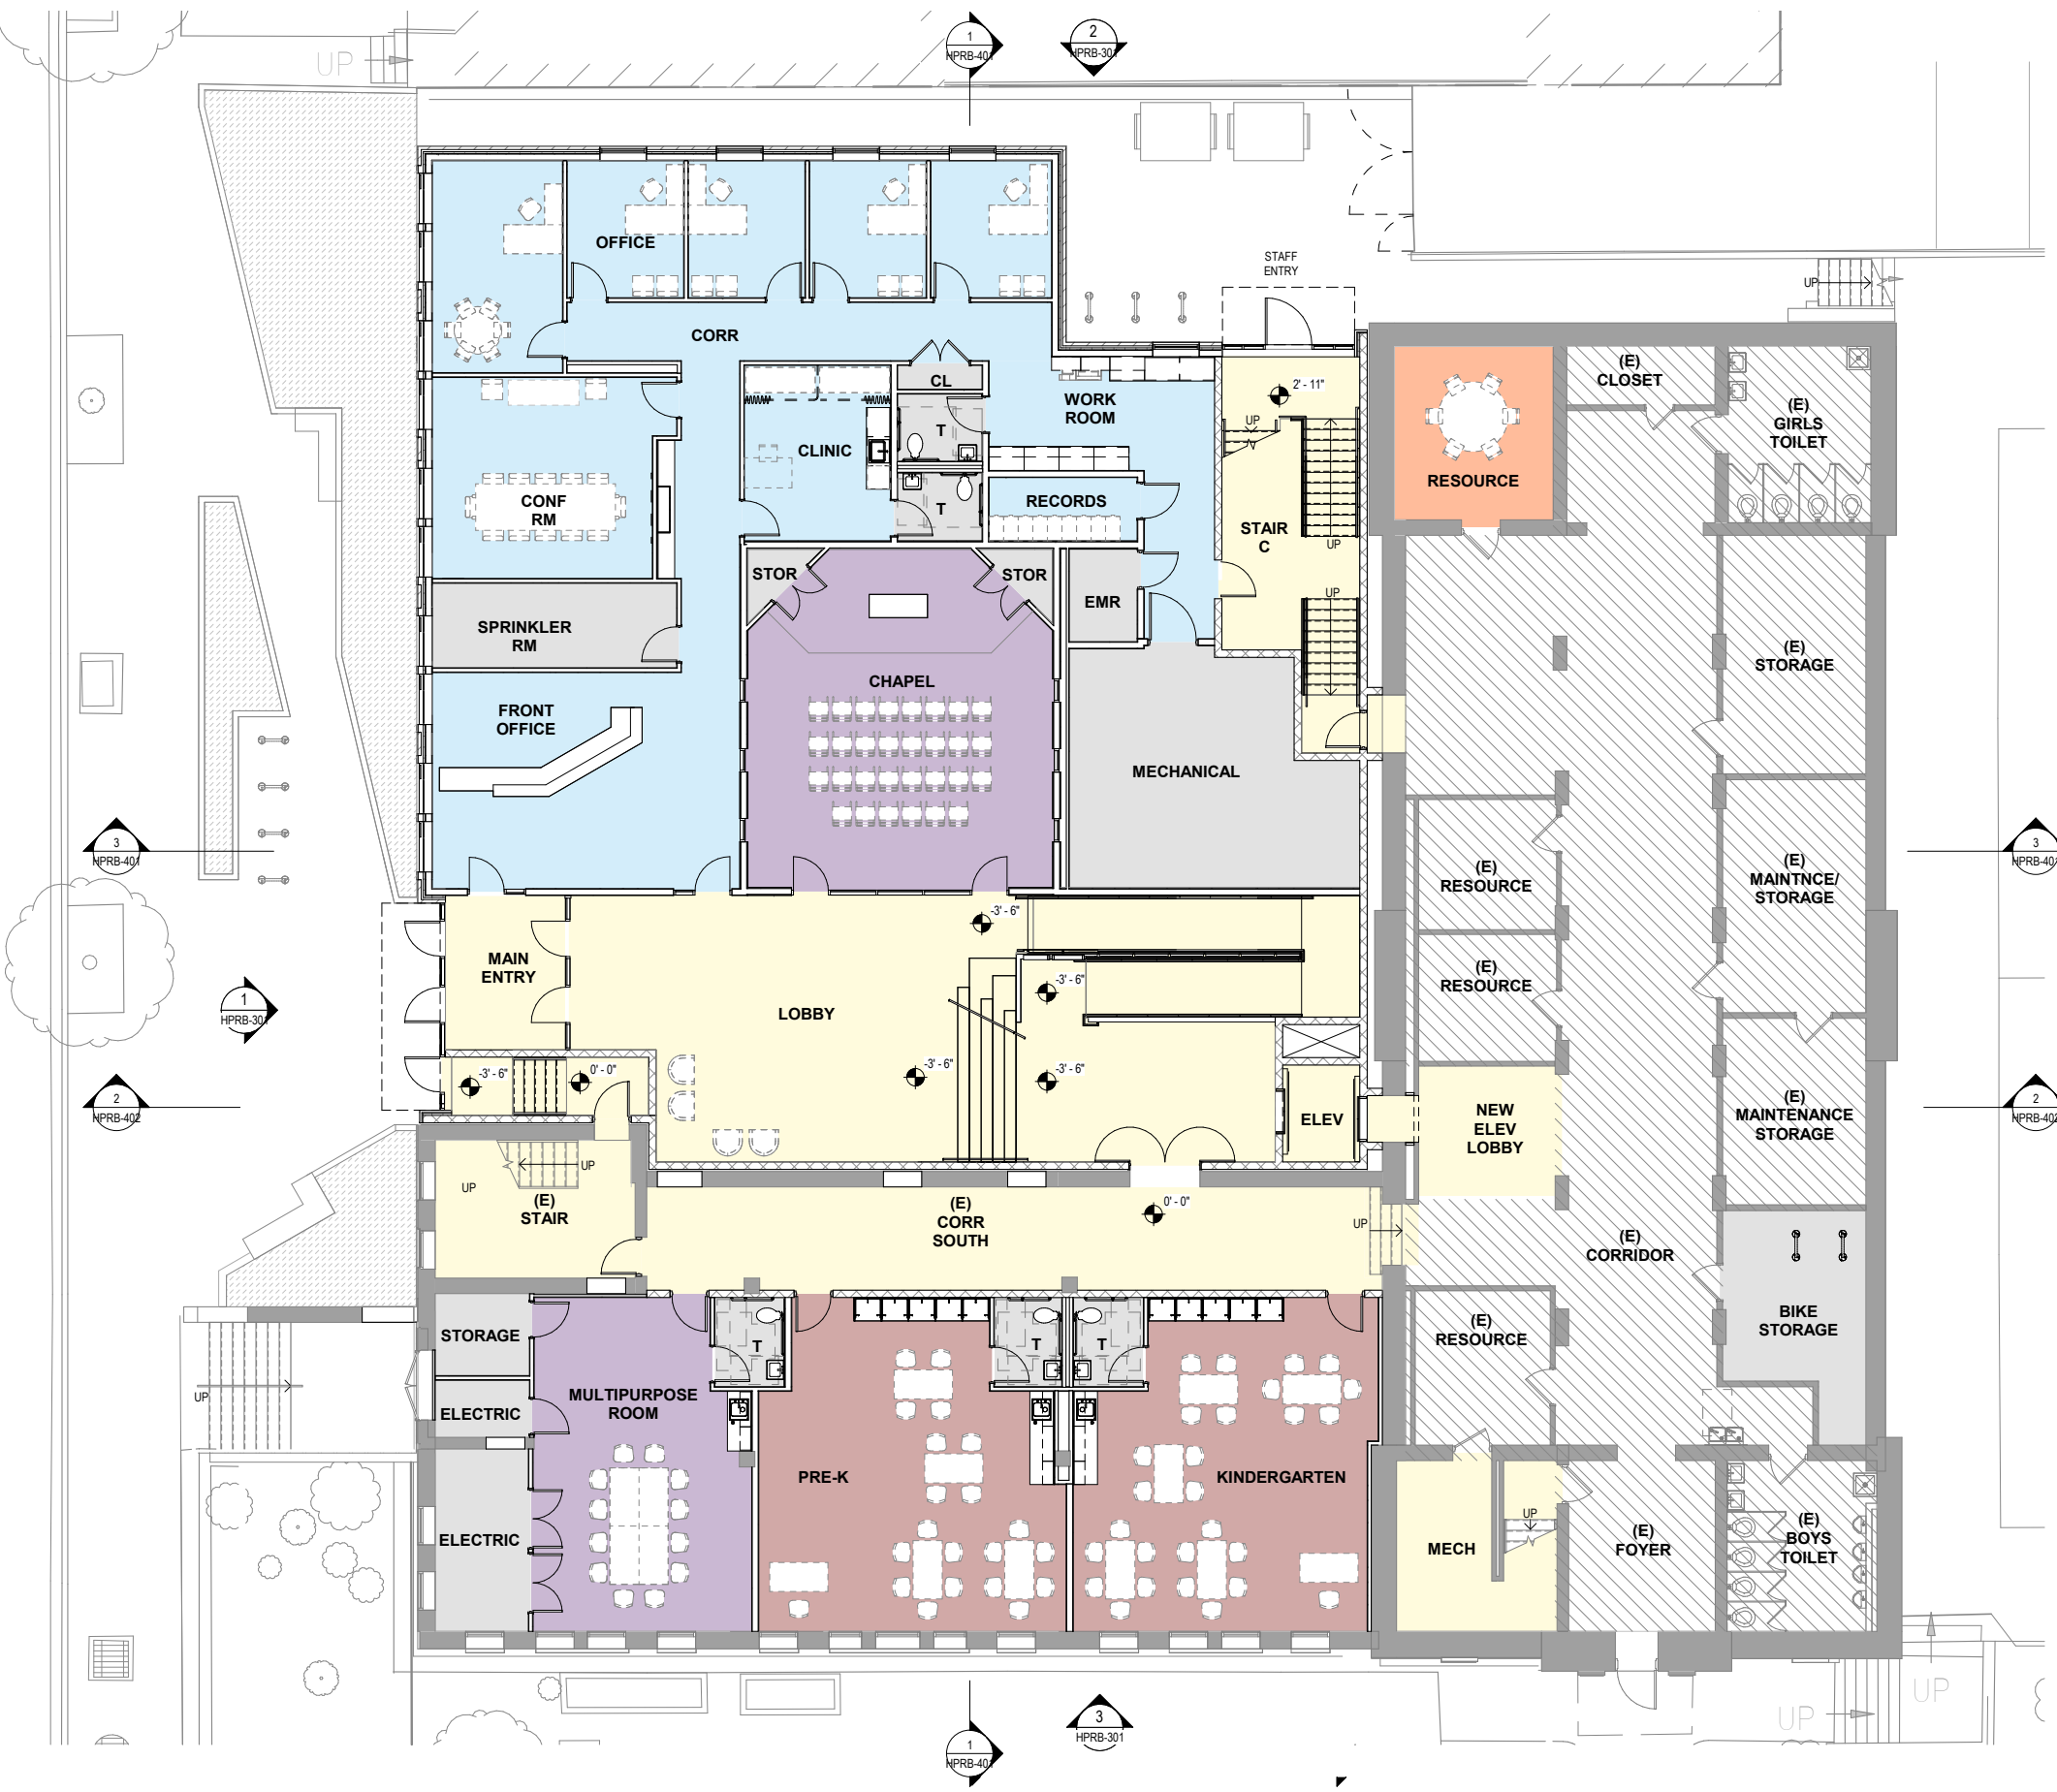 UP
1
HPRB-401
2
HPRB-301
OFFICE
STAFF
ENTRY
UP
CORR
CL
WORK
ROOM
2' - 11"
(E)
CLOSET
(E)
GIRLS
TOILET
UP
T
CLINIC
RESOURCE
CONF
RM
RECORDS
T
STAIR
C
UP
STOR
STOR
EMR
UP
SPRINKLER
RM
(E)
STORAGE
CHAPEL
FRONT
OFFICE
MECHANICAL
3
HPRB-401
3
HPRB-401
(E)
RESOURCE
(E)
MAINTNCE/
STORAGE
-3' - 6"
MAIN
ENTRY
(E)
RESOURCE
-3' - 6"
1
HPRB-301
LOBBY
-3' - 6"
0' - 0"
-3' - 6"
-3' - 6"
2
HPRB-402
2
HPRB-402
ELEV
NEW
ELEV
LOBBY
(E)
MAINTENANCE
STORAGE
UP
UP
(E)
STAIR
(E)
CORR
SOUTH
0' - 0"
UP
(E)
CORRIDOR
STORAGE
T
T
T
(E)
RESOURCE
BIKE
STORAGE
UP
MULTIPURPOSE
ROOM
ELECTRIC
PRE-K
KINDERGARTEN
ELECTRIC
MECH
UP
(E)
FOYER
(E)
BOYS
TOILET
UP
UP
3
HPRB-301
1
HPRB-401